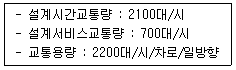 - 설계시간교통량 : 2100대/시
- 설계서비스교통량 : 700대/시
- 교통용량 : 2200대/시/차로/일방향